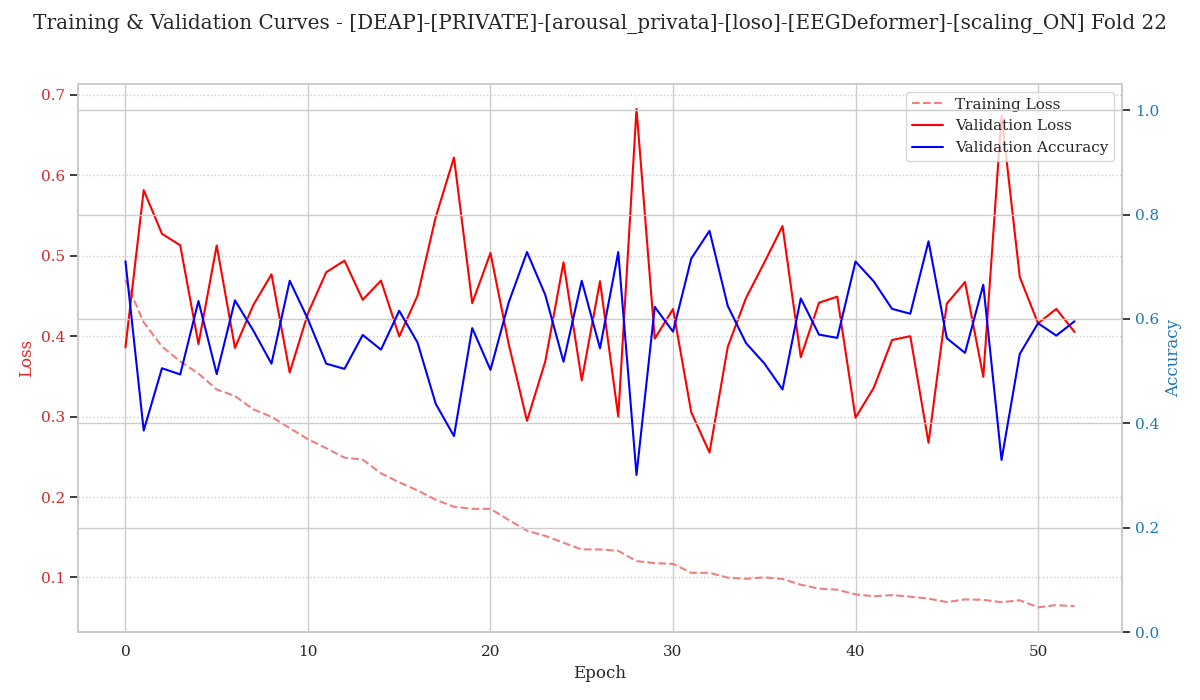 Training & Validation Curves - [DEAP]-[PRIVATE]-[arousal_privata]-[loso]-[EEGDeformer]-[scaling_ON] Fold 22
Training Loss
Validation Loss
Validation Accuracy
0.7
0.6
0.5
0.4
0.3
0.2
0.1
Loss
1.0
0.8
0.6
0.4
0.2
0.0
Accuracy
0
10
20
30
40
50
Epoch